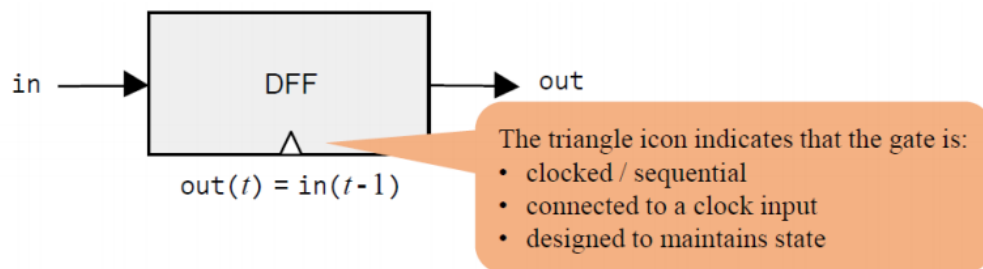 in
DFF
out
out(t) = in(t-1)
The triangle icon indicates that the gate is:
• clocked / sequential
• connected to a clock input
• designed to maintains state